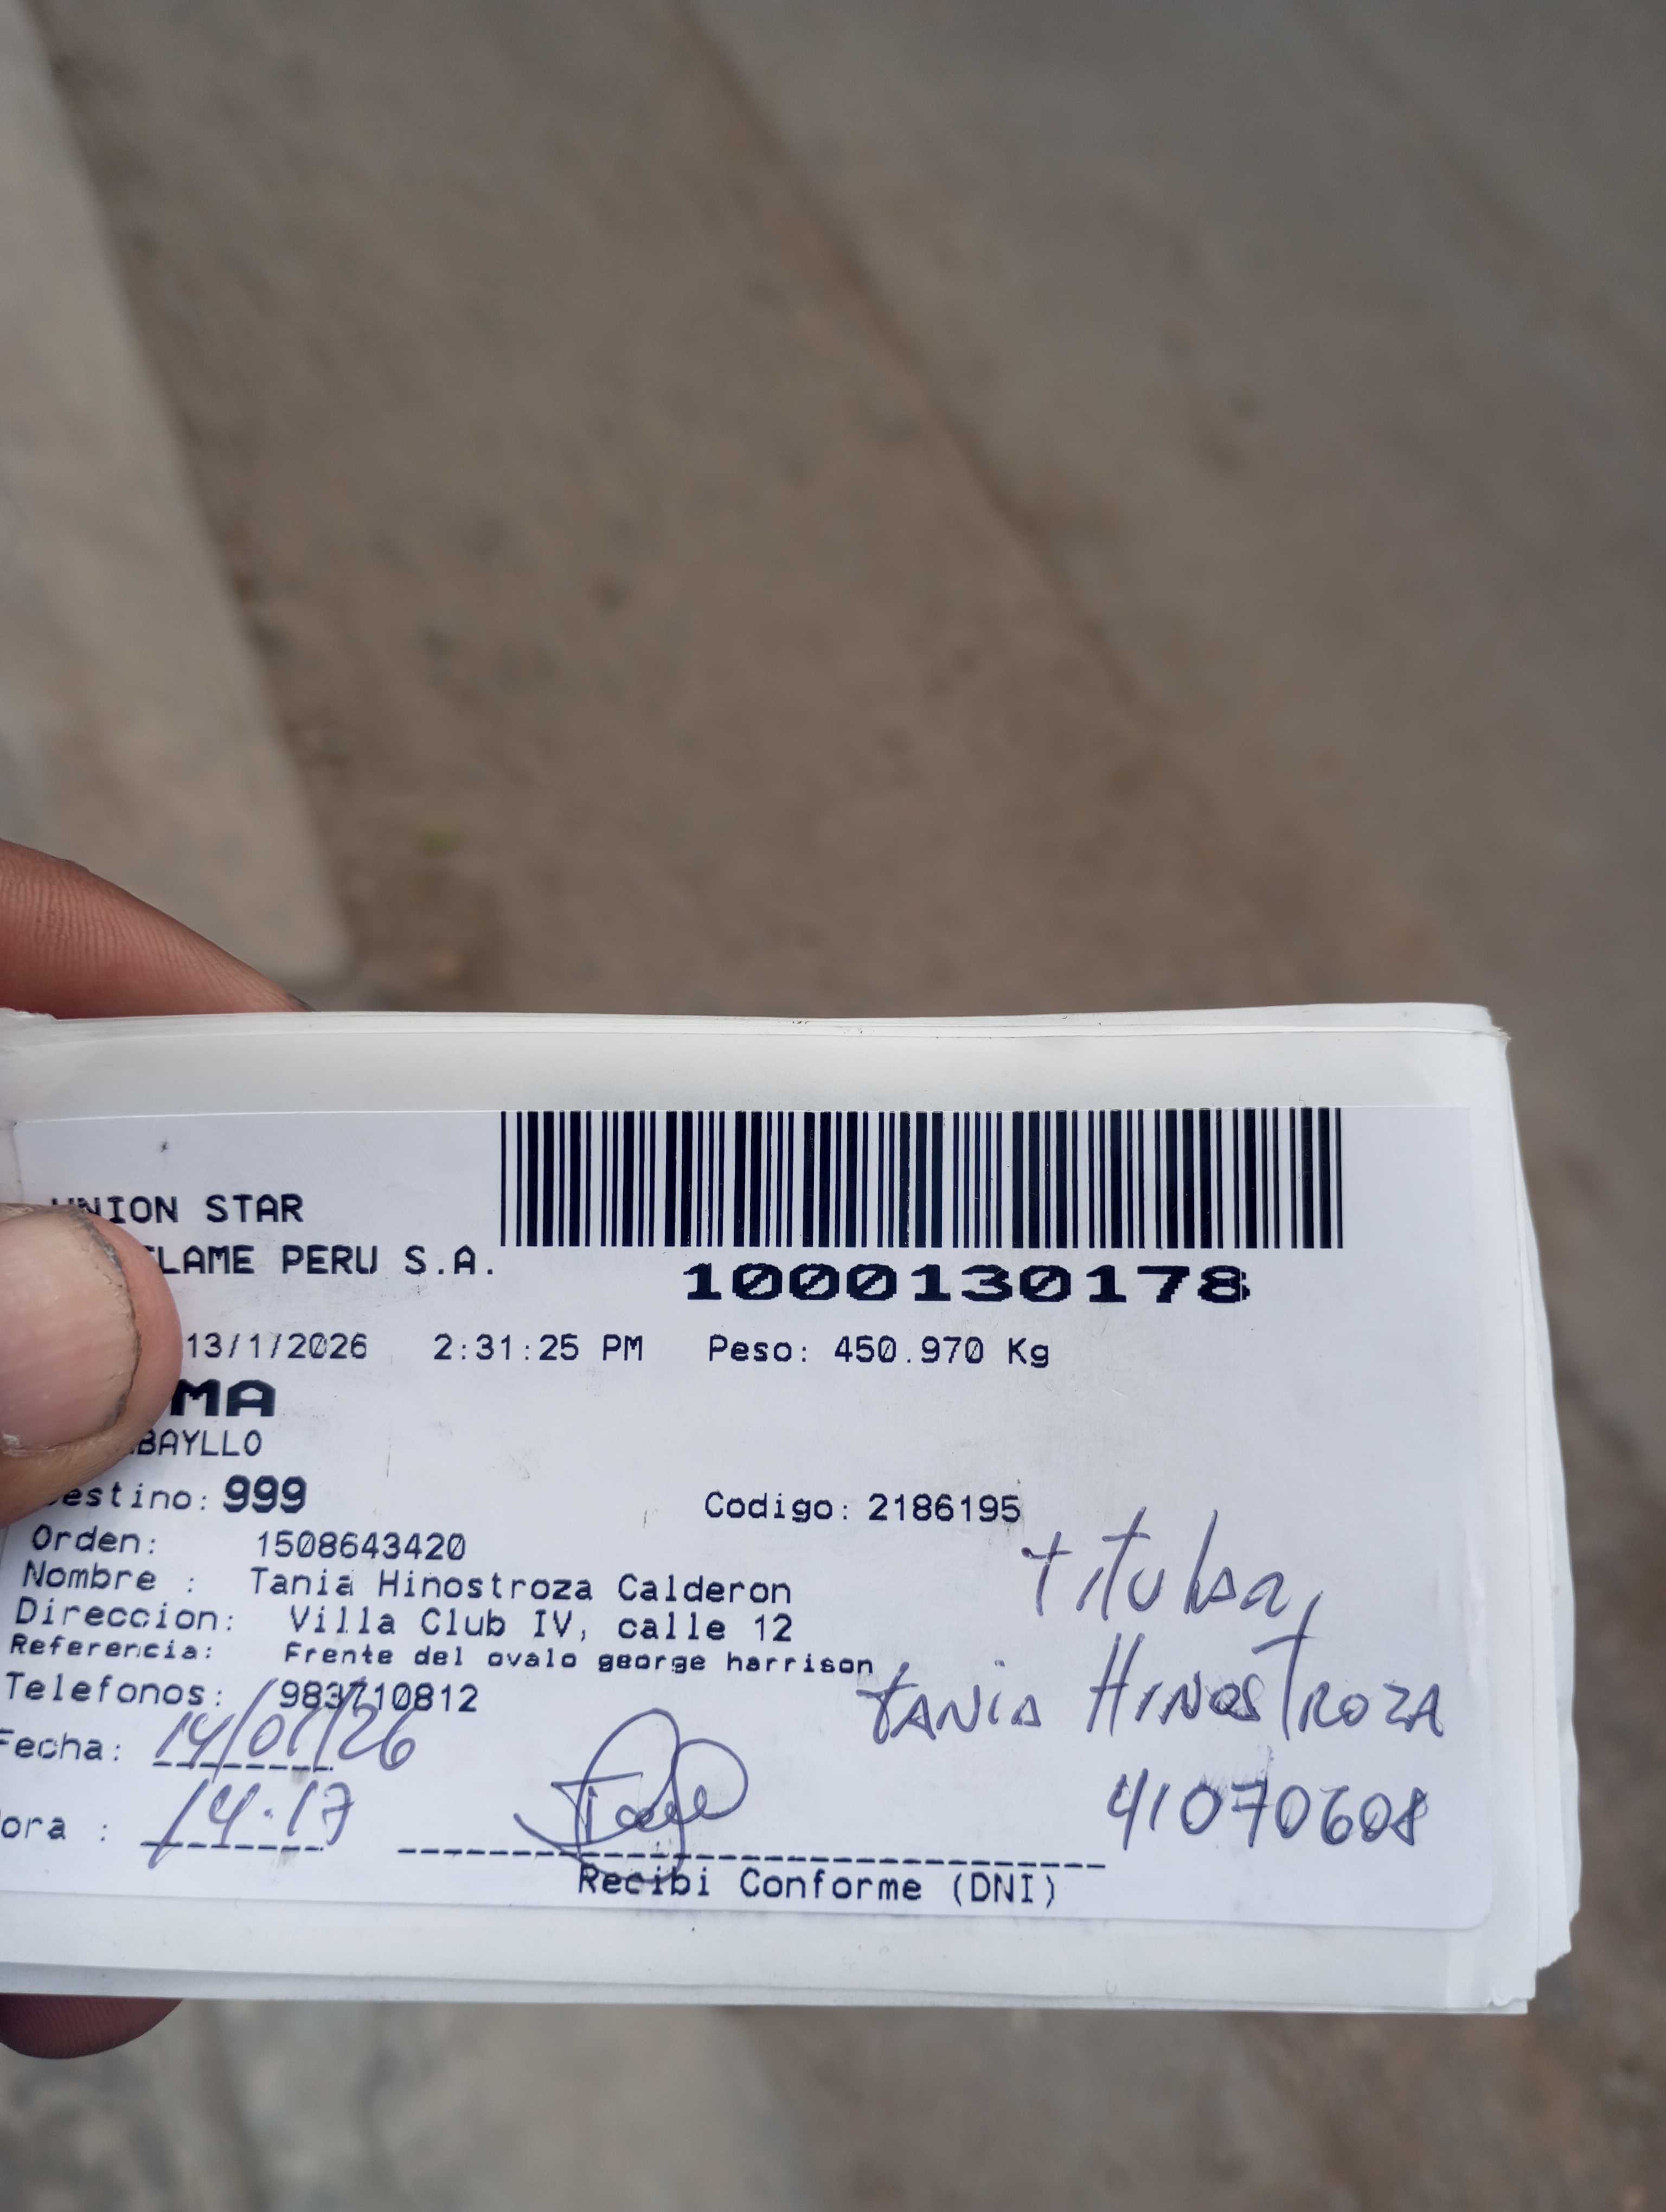 UNION STAR
LAME PERU S.A.
1000130178
13/1/2026 2:31:25 PM Peso: 450.970 Kg
MA
BAYLLO
estino: 999
Codigo: 2186195
Orden: 1508643420
Nombre : Tania Hinostroza Calderon
Direccion: Villa Club IV, calle 12
Referencia: Frente del ovalo george harrison
Telefonos: 983710812
Fecha: 14/01/26
ora : 14.17
Recibi Conforme (DNI)
titular
tania Hinostroza
41070608